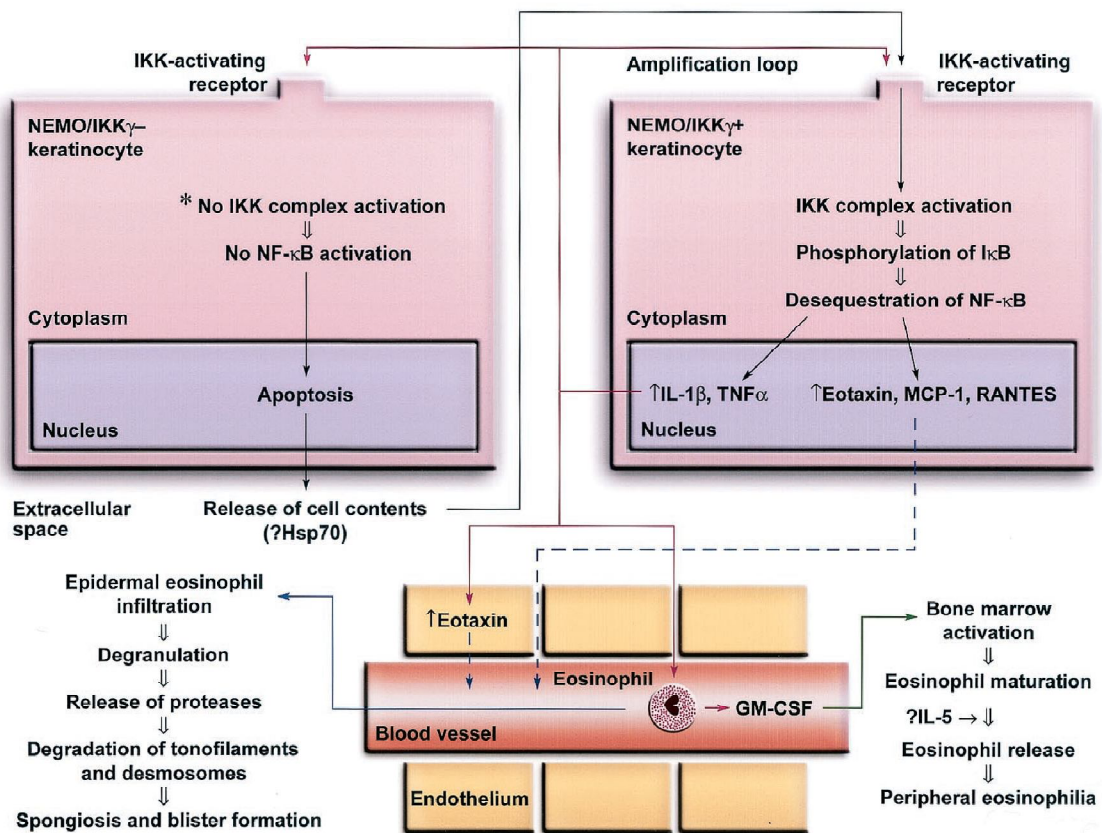 IKK-activating
receptor
Amplification loop
IKK-activating
receptor
NEMO/IKKγ–
keratinocyte
* No IKK complex activation
⇓
No NF-κB activation
Cytoplasm
Apoptosis
Nucleus
NEMO/IKKγ+
keratinocyte
IKK complex activation
⇓
Phosphorylation of IκB
⇓
Desequestration of NF-κB
Cytoplasm
↑IL-1β, TNFα
↑Eotaxin, MCP-1, RANTES
Nucleus
Extracellular
space
Release of cell contents
(?Hsp70)
Epidermal eosinophil
infiltration
⇓
Degranulation
⇓
Release of proteases
⇓
Degradation of tonofilaments
and desmosomes
⇓
Spongiosis and blister formation
↑Eotaxin
Eosinophil
GM-CSF
Blood vessel
Endothelium
Bone marrow
activation
⇓
Eosinophil maturation
?IL-5 → ⇓
Eosinophil release
⇓
Peripheral eosinophilia